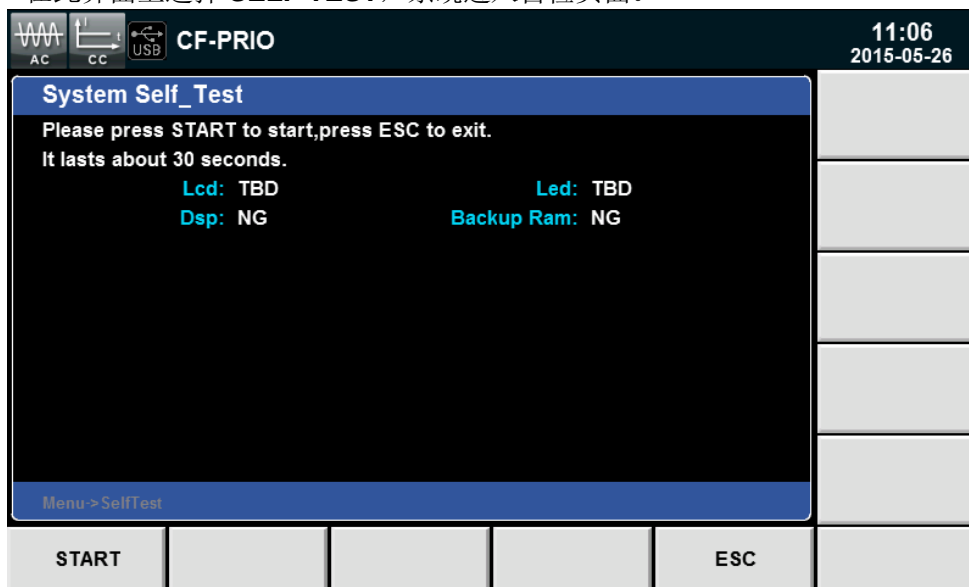 SELF TEST
AC
CC
t
USB
CF-PRIO
11:06
2015-05-26
System Self_Test
Please press START to start,press ESC to exit.
It lasts about 30 seconds.
Lcd: TBD Led: TBD
Dsp: NG Backup Ram: NG
Menu->SelfTest
START ESC